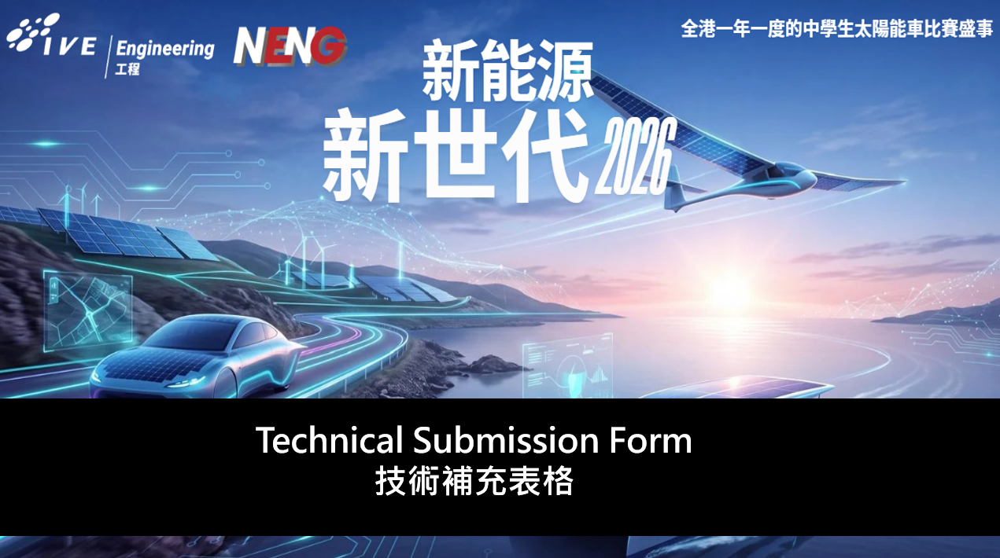 IVE
Engineering
工程
NENG
全港一年一度的中學生太陽能車比賽盛事
新能源
新世代2026
Technical Submission Form
技術補充表格